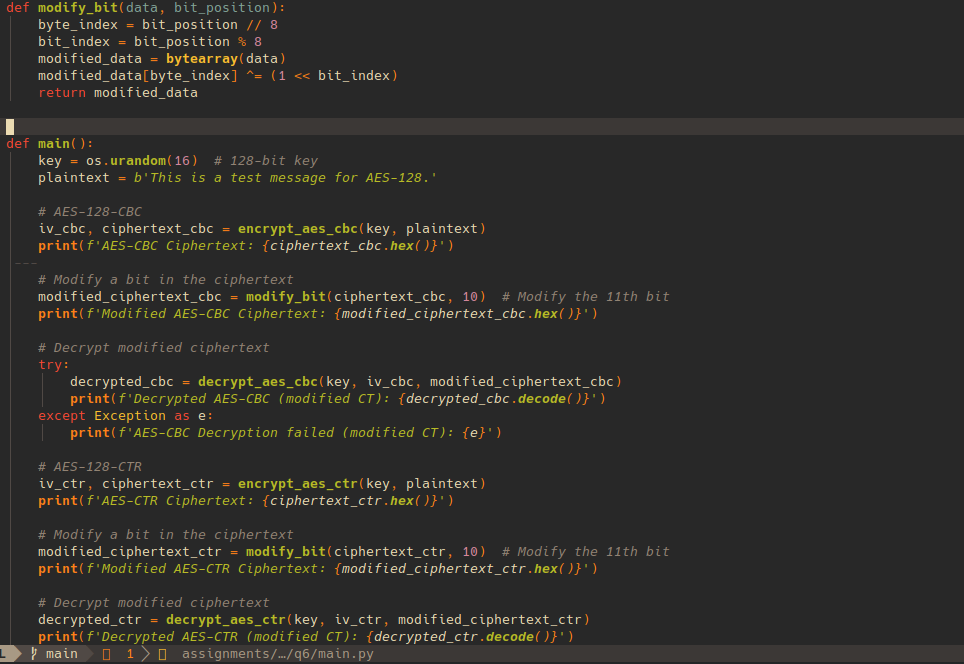 def modify_bit(data, bit_position):
    byte_index = bit_position // 8
    bit_index = bit_position % 8
    modified_data = bytearray(data)
    modified_data[byte_index] ^= (1 << bit_index)
    return modified_data
def main():
    key = os.urandom(16)  # 128-bit key
    plaintext = b'This is a test message for AES-128.'
    # AES-128-CBC
    iv_cbc, ciphertext_cbc = encrypt_aes_cbc(key, plaintext)
    print(f'AES-CBC Ciphertext: {ciphertext_cbc.hex()}')
 ---
    # Modify a bit in the ciphertext
    modified_ciphertext_cbc = modify_bit(ciphertext_cbc, 10)  # Modify the 11th bit
    print(f'Modified AES-CBC Ciphertext: {modified_ciphertext_cbc.hex()}')
    # Decrypt modified ciphertext
    try:
        decrypted_cbc = decrypt_aes_cbc(key, iv_cbc, modified_ciphertext_cbc)
        print(f'Decrypted AES-CBC (modified CT): {decrypted_cbc.decode()}')
    except Exception as e:
        print(f'AES-CBC Decryption failed (modified CT): {e}')
    # AES-128-CTR
    iv_ctr, ciphertext_ctr = encrypt_aes_ctr(key, plaintext)
    print(f'AES-CTR Ciphertext: {ciphertext_ctr.hex()}')
    # Modify a bit in the ciphertext
    modified_ciphertext_ctr = modify_bit(ciphertext_ctr, 10)  # Modify the 11th bit
    print(f'Modified AES-CTR Ciphertext: {modified_ciphertext_ctr.hex()}')
    # Decrypt modified ciphertext
    decrypted_ctr = decrypt_aes_ctr(key, iv_ctr, modified_ciphertext_ctr)
    print(f'Decrypted AES-CTR (modified CT): {decrypted_ctr.decode()}')
L main 1 assignments/…/q6/main.py